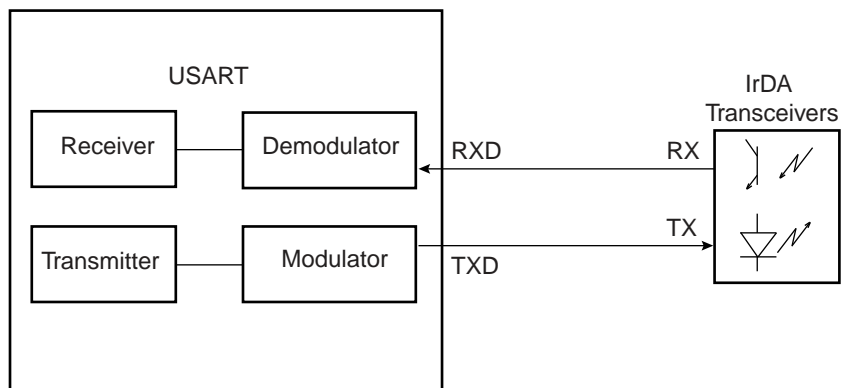 USART
IrDA
Transceivers
Receiver
Demodulator
RXD
RX
Transmitter
Modulator
TXD
TX